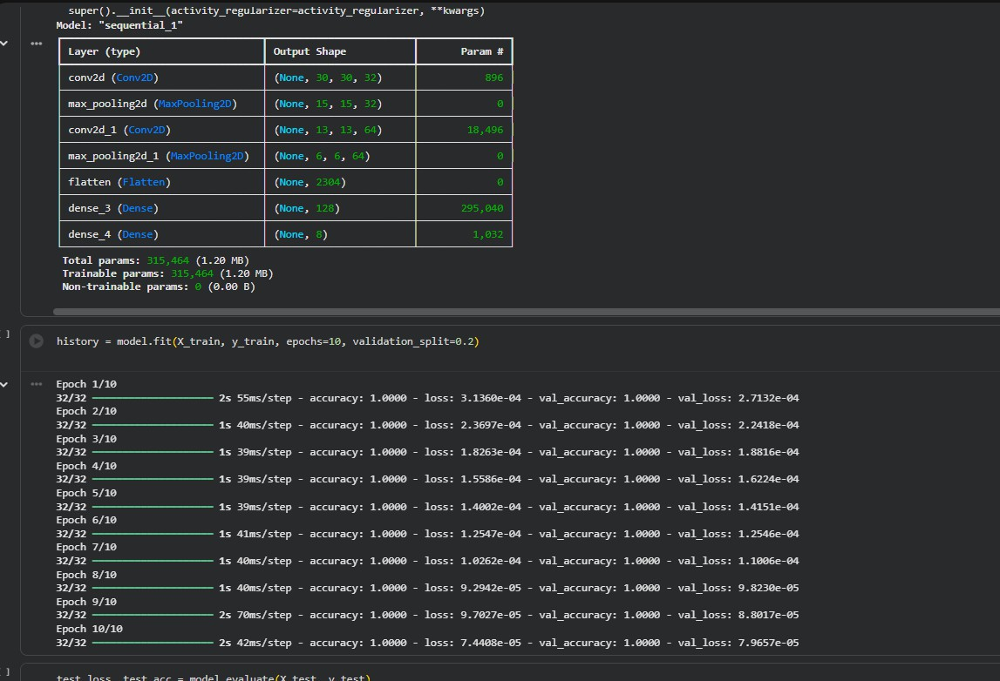 super().__init__(activity_regularizer=activity_regularizer, **kwargs)
Model: "sequential_1"
Layer (type) Output Shape Param #
conv2d (Conv2D) (None, 30, 30, 32) 896
max_pooling2d (MaxPooling2D) (None, 15, 15, 32) 0
conv2d_1 (Conv2D) (None, 13, 13, 64) 18,496
max_pooling2d_1 (MaxPooling2D) (None, 6, 6, 64) 0
flatten (Flatten) (None, 2304) 0
dense_3 (Dense) (None, 128) 295,040
dense_4 (Dense) (None, 8) 1,032
Total params: 315,464 (1.20 MB)
Trainable params: 315,464 (1.20 MB)
Non-trainable params: 0 (0.00 B)
history = model.fit(X_train, y_train, epochs=10, validation_split=0.2)
Epoch 1/10
32/32 2s 55ms/step - accuracy: 1.0000 - loss: 3.1360e-04 - val_accuracy: 1.0000 - val_loss: 2.7132e-04
Epoch 2/10
32/32 1s 40ms/step - accuracy: 1.0000 - loss: 2.3697e-04 - val_accuracy: 1.0000 - val_loss: 2.2418e-04
Epoch 3/10
32/32 1s 39ms/step - accuracy: 1.0000 - loss: 1.8263e-04 - val_accuracy: 1.0000 - val_loss: 1.8816e-04
Epoch 4/10
32/32 1s 39ms/step - accuracy: 1.0000 - loss: 1.5586e-04 - val_accuracy: 1.0000 - val_loss: 1.6224e-04
Epoch 5/10
32/32 1s 39ms/step - accuracy: 1.0000 - loss: 1.4002e-04 - val_accuracy: 1.0000 - val_loss: 1.4151e-04
Epoch 6/10
32/32 1s 41ms/step - accuracy: 1.0000 - loss: 1.2547e-04 - val_accuracy: 1.0000 - val_loss: 1.2546e-04
Epoch 7/10
32/32 1s 40ms/step - accuracy: 1.0000 - loss: 1.0262e-04 - val_accuracy: 1.0000 - val_loss: 1.1006e-04
Epoch 8/10
32/32 1s 40ms/step - accuracy: 1.0000 - loss: 9.2942e-05 - val_accuracy: 1.0000 - val_loss: 9.8230e-05
Epoch 9/10
32/32 2s 70ms/step - accuracy: 1.0000 - loss: 9.7027e-05 - val_accuracy: 1.0000 - val_loss: 8.8017e-05
Epoch 10/10
32/32 2s 42ms/step - accuracy: 1.0000 - loss: 7.4408e-05 - val_accuracy: 1.0000 - val_loss: 7.9657e-05
test_loss, test_acc = model.evaluate(X_test, y_test)